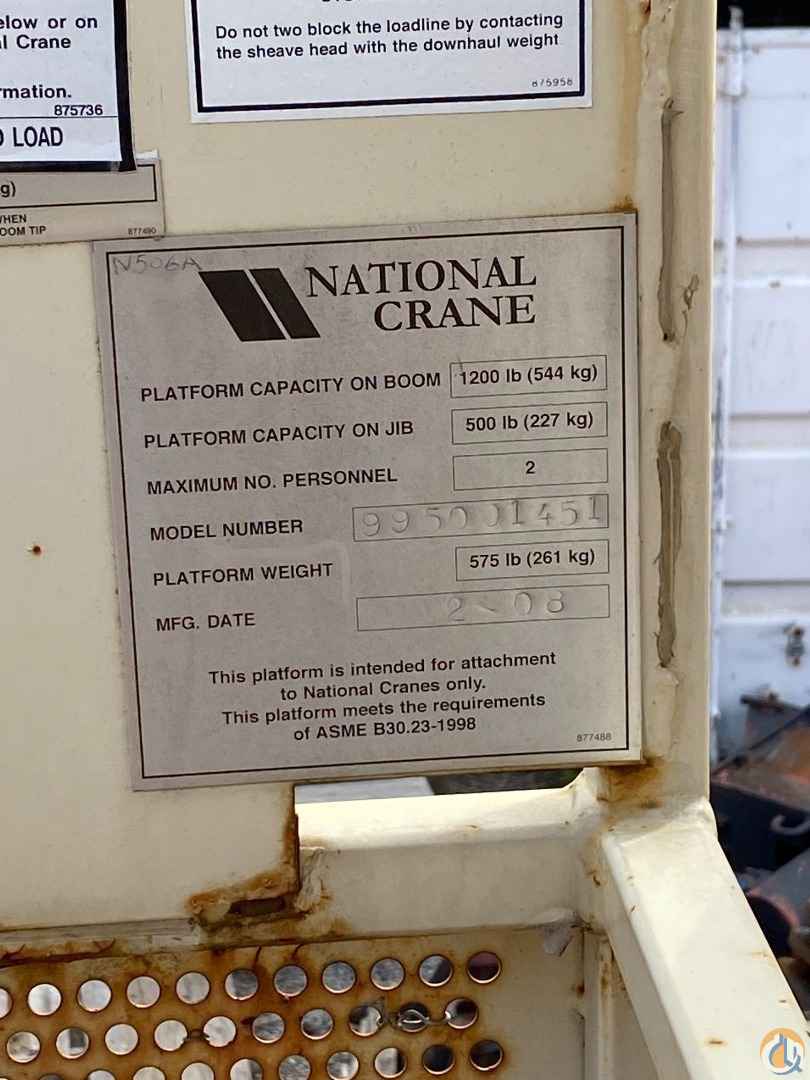 elow or on
l Crane
rmation.
875736
D LOAD
g)
WHEN
OOM TIP
877490
Do not two block the loadline by contacting
the sheave head with the downhaul weight
875958
N506A
NATIONAL
CRANE
PLATFORM CAPACITY ON BOOM 1200 lb (544 kg)
PLATFORM CAPACITY ON JIB 500 lb (227 kg)
MAXIMUM NO. PERSONNEL 2
MODEL NUMBER 995001451
PLATFORM WEIGHT 575 lb (261 kg)
MFG. DATE 2-08
This platform is intended for attachment
to National Cranes only.
This platform meets the requirements
of ASME B30.23-1998
877488